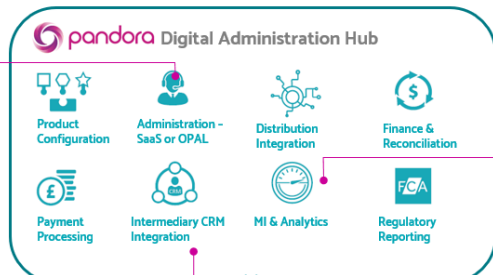 pandora Digital Administration Hub
Product
Configuration
Administration –
SaaS or OPAL
Distribution
Integration
$
Finance &
Reconciliation
£
Payment
Processing
CRM
Intermediary CRM
Integration
MI & Analytics
FCA
Regulatory
Reporting